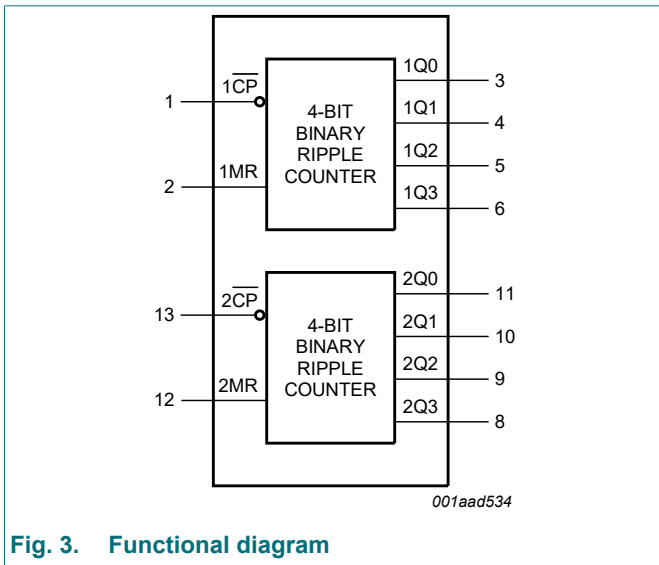 1CP
1
1MR
2
4-BIT
BINARY
RIPPLE
COUNTER
1Q0
3
1Q1
4
1Q2
5
1Q3
6
2CP
13
2MR
12
4-BIT
BINARY
RIPPLE
COUNTER
2Q0
11
2Q1
10
2Q2
9
2Q3
8
001aad534
Fig. 3. Functional diagram